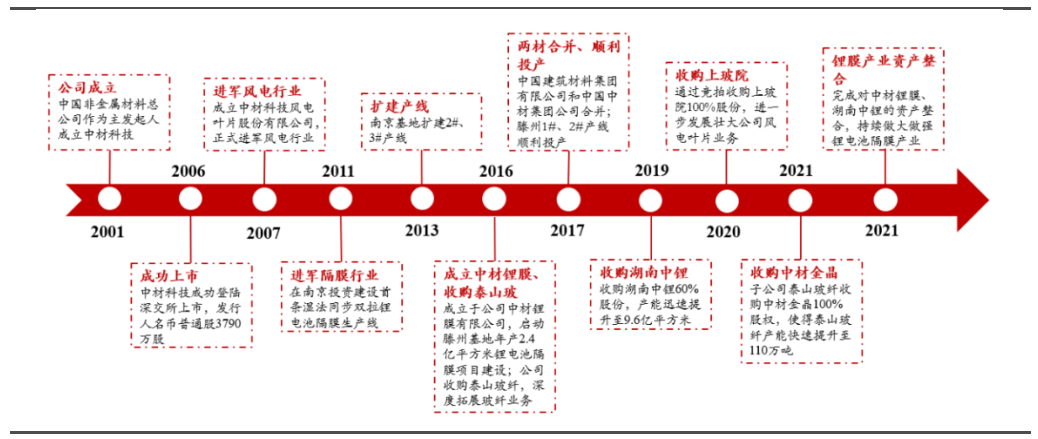 公司成立
中国非金属材料总
公司作为主发起人
成立中材科技
2001
2006
成功上市
中材科技成功登陆
深交所上市，发行
人名币普通股3790
万股
进军风电行业
成立中材科技风电
叶片股份有限公司，
正式进军风电行业
2007
2011
进军隔膜行业
在南京投资建设首
条湿法同步双拉锂
电池隔膜生产线
扩建产线
南京基地扩建2#、
3#产线
2013
2016
成立中材锂膜、
收购泰山玻
成立子公司中材锂
膜有限公司，启动
滕州基地年产2.4
亿平方米锂电池隔
膜项目建设；公司
收购泰山玻纤，深
度拓展玻纤业务
两材合并、顺利
投产
中国建筑材料集团
有限公司和中国中
材集团公司合并；
滕州1#、2#产线
顺利投产
2017
2019
收购湖南中锂
收购湖南中锂60%
股份，产能迅速提
升至9.6亿平方米
收购上玻院
通过竞拍收购上玻
院100%股份，进一
步发展壮大公司风
电叶片业务
2020
2021
收购中材金晶
子公司泰山玻纤收
购中材金晶100%
股权，使得泰山玻
纤产能快速提升至
110万吨
锂膜产业资产整
合
完成对中材锂膜、
湖南中锂的资产整
合，持续做大做强
锂电池隔膜产业
2021